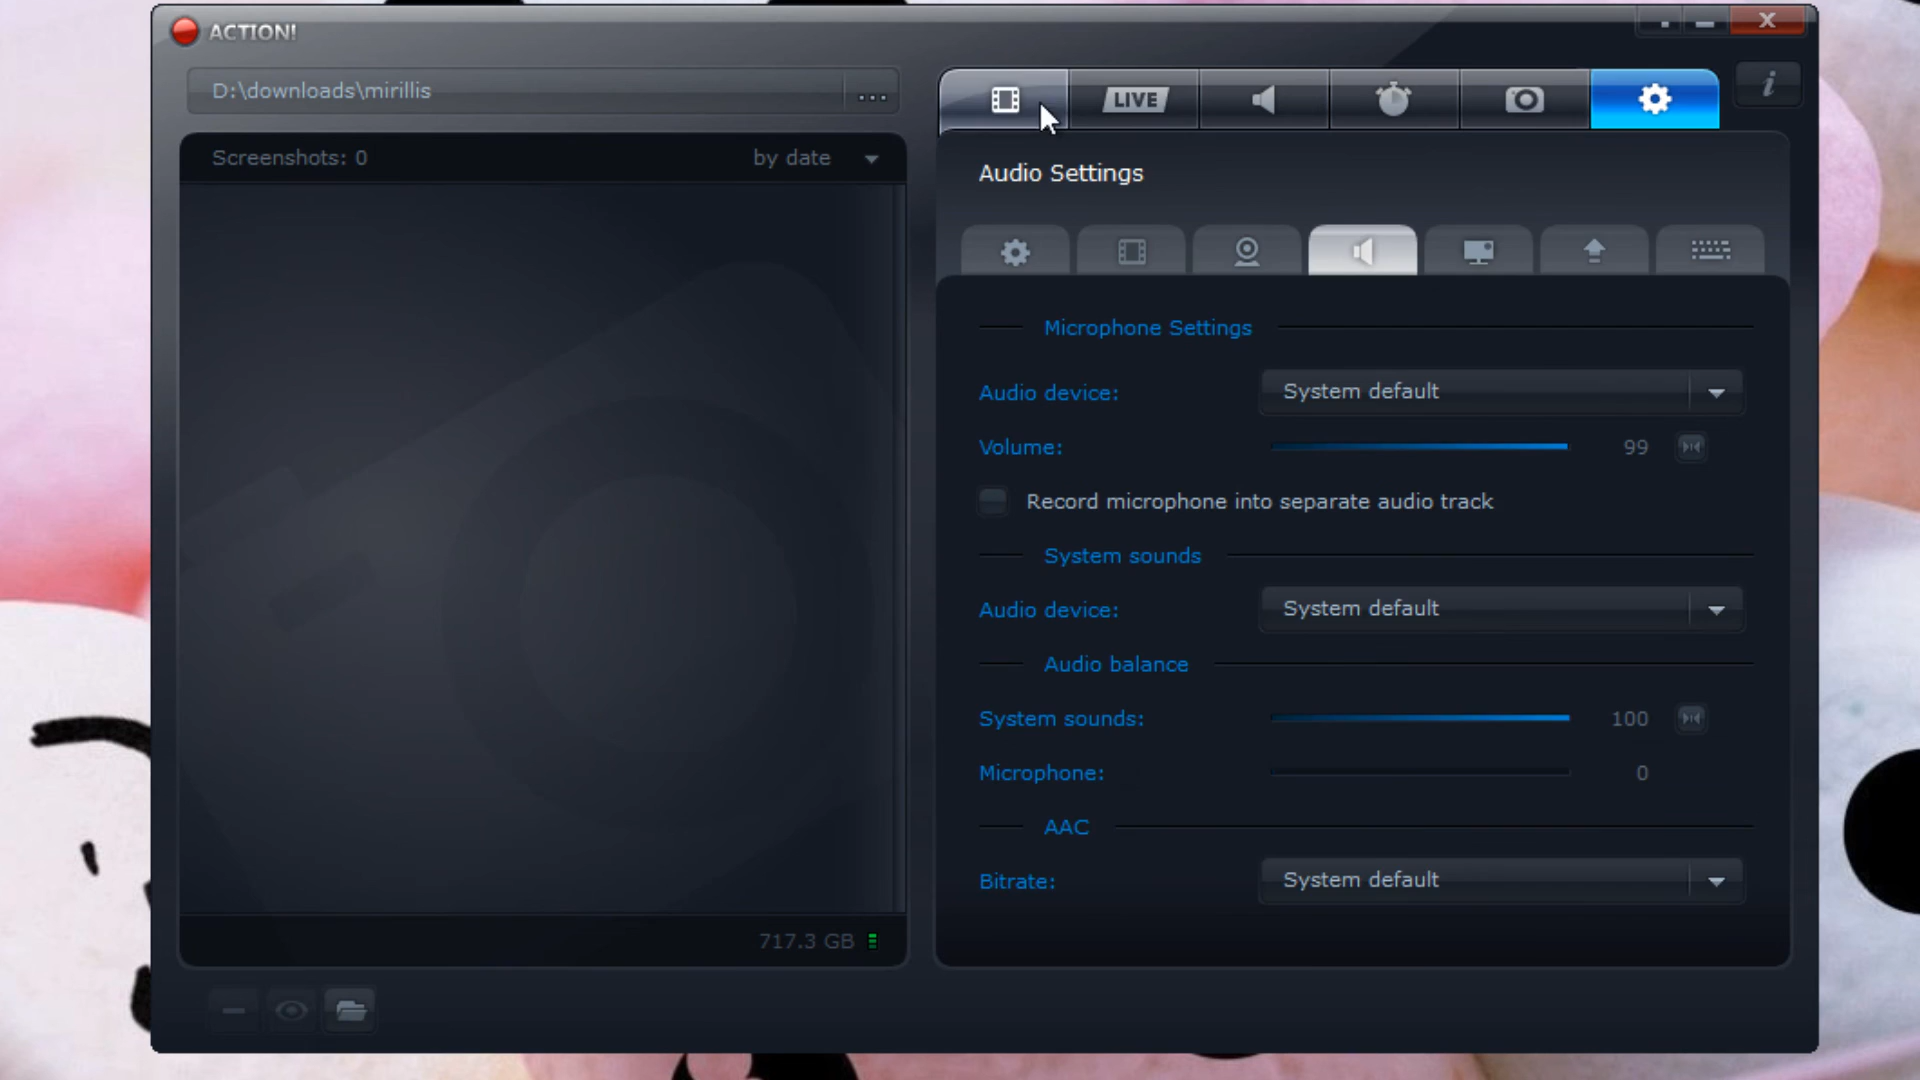 ACTION!
D:\downloads\mirillis
...
LIVE
i
Screenshots: 0
by date
Audio Settings
Microphone Settings
Audio device:
System default
Volume:
99
Record microphone into separate audio track
System sounds
Audio device:
System default
Audio balance
System sounds:
100
Microphone:
0
AAC
Bitrate:
System default
717.3 GB